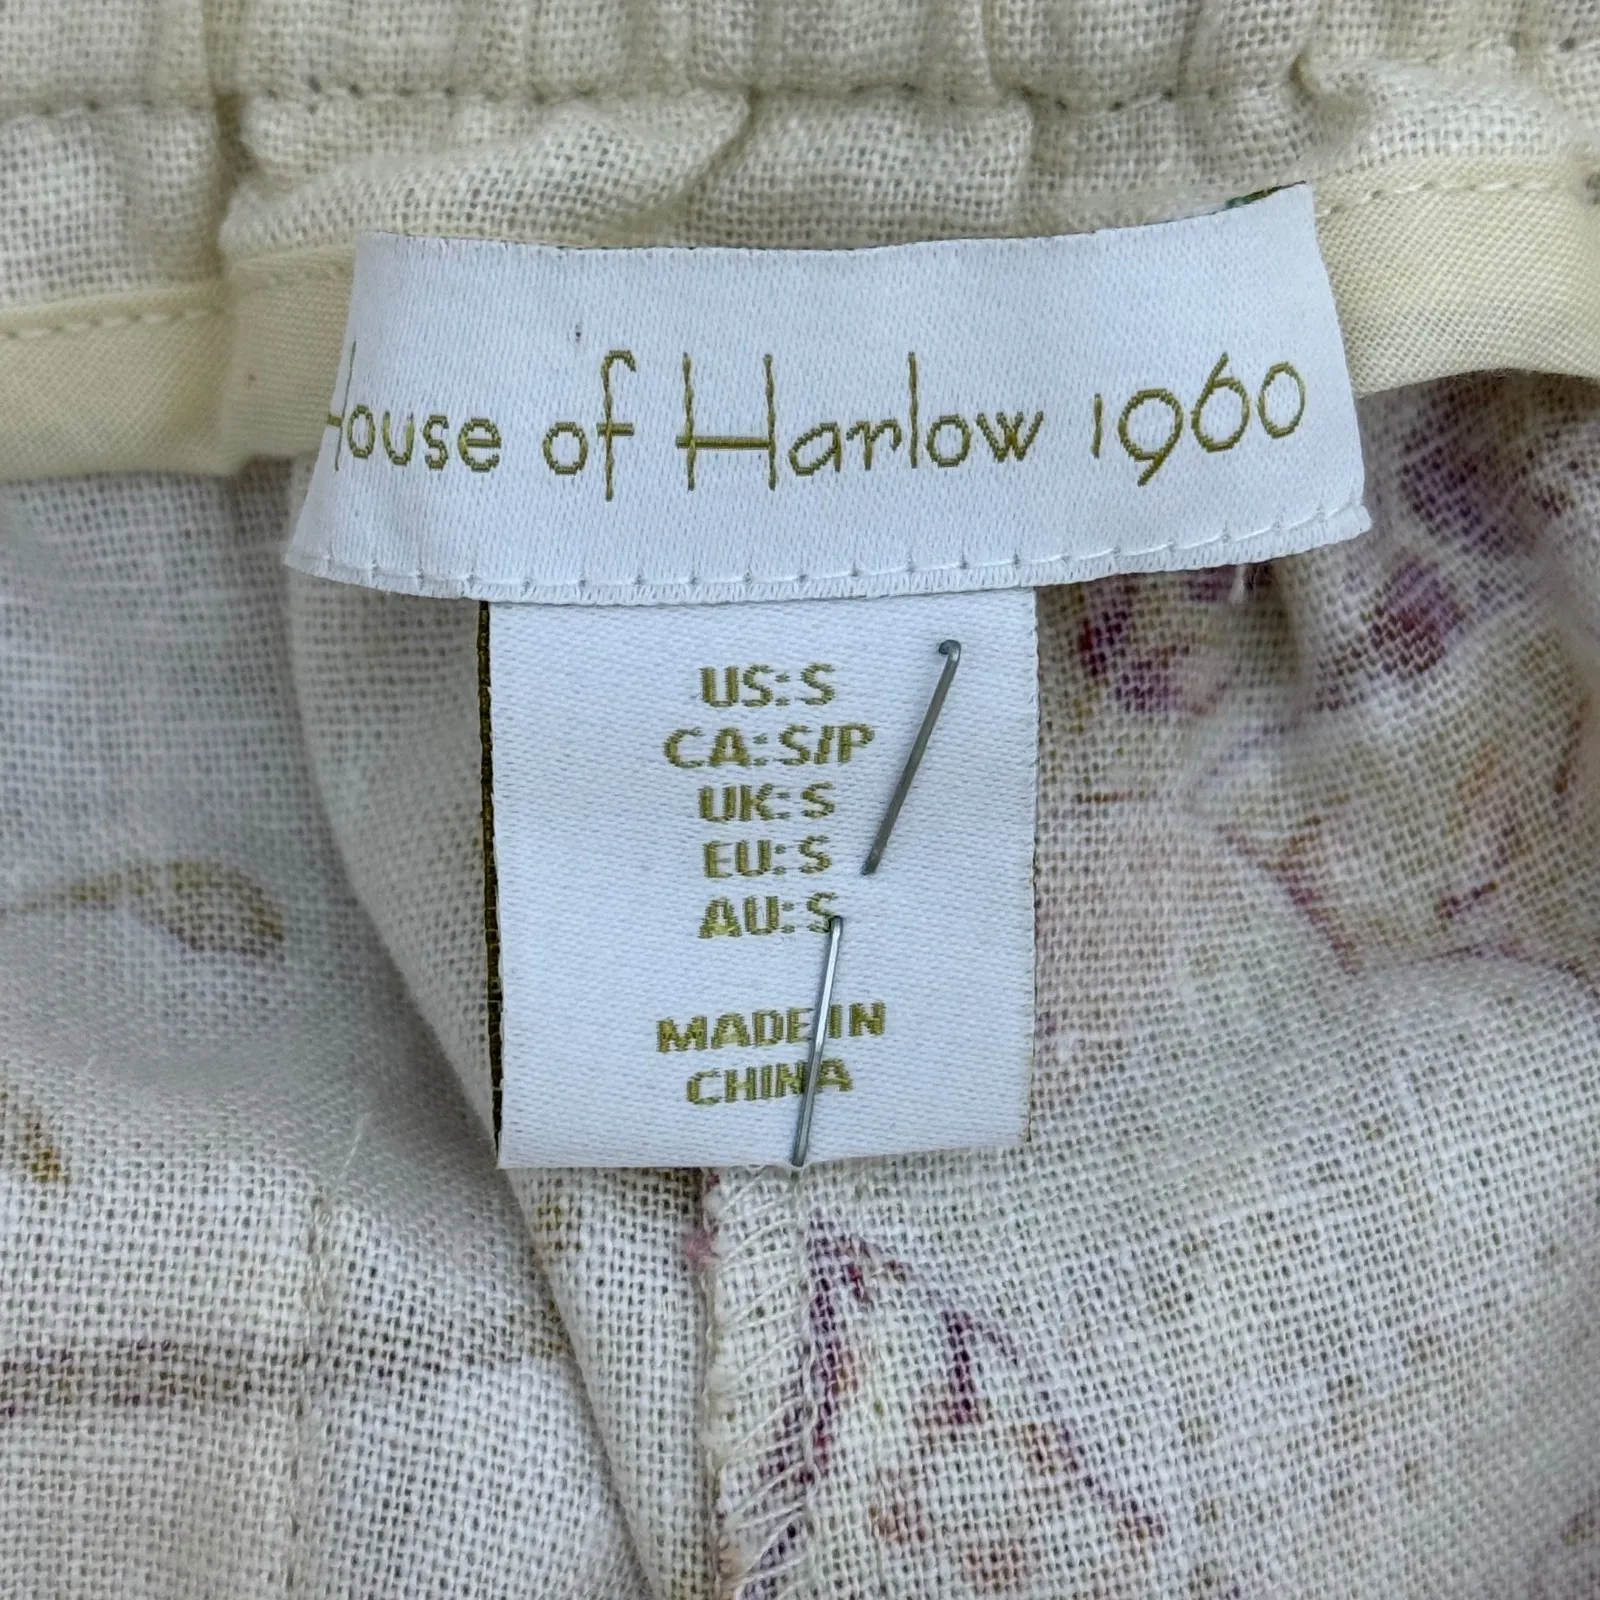 House of Harlow 1960
US: S
CA: S/P
UK: S
EU: S
AU: S
MADE IN
CHINA